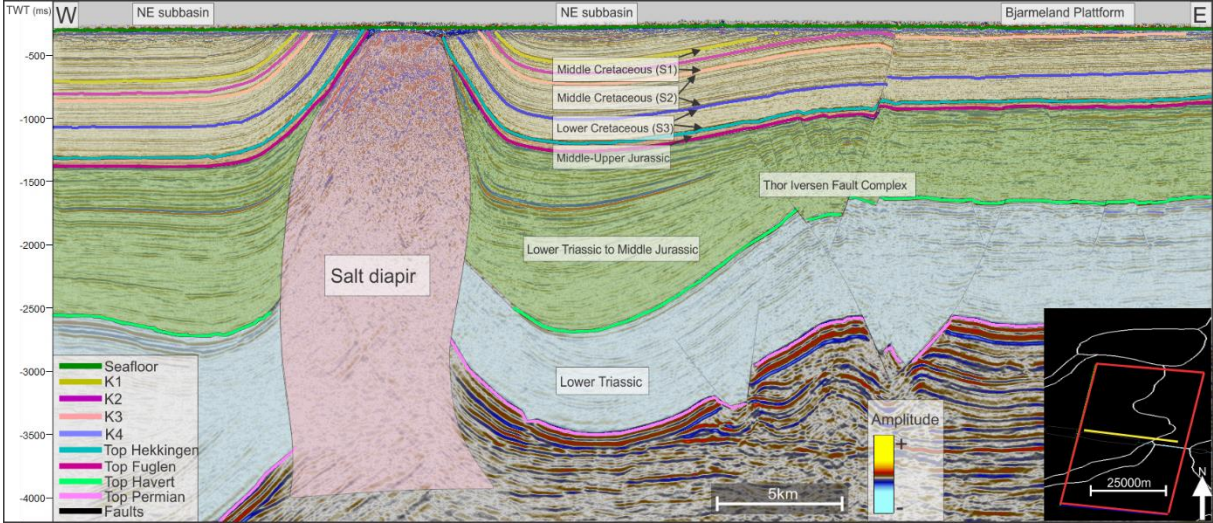 TWT (ms)
W
NE subbasin
NE subbasin
Bjarmeland Plattform
E
-500
-1000
-1500
-2000
-2500
-3000
-3500
-4000
Middle Cretaceous (S1)
Middle Cretaceous (S2)
Lower Cretaceous (S3)
Middle-Upper Jurassic
Thor Iversen Fault Complex
Lower Triassic to Middle Jurassic
Salt diapir
Lower Triassic
Seafloor
K1
K2
K3
K4
Top Hekkingen
Top Fuglen
Top Havert
Top Permian
Faults
5km
Amplitude
+
-
25000m
N